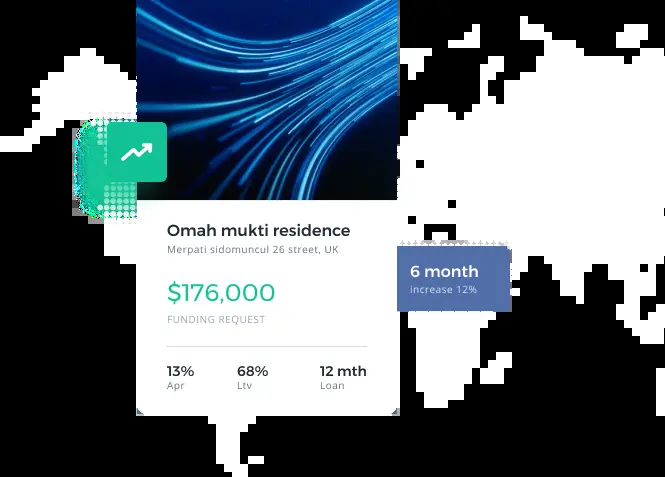 Omah mukti residence
Merpati sidomuncul 26 street, UK
$176,000
FUNDING REQUEST
13% 68% 12 mth
Apr Ltv Loan
6 month
increase 12%